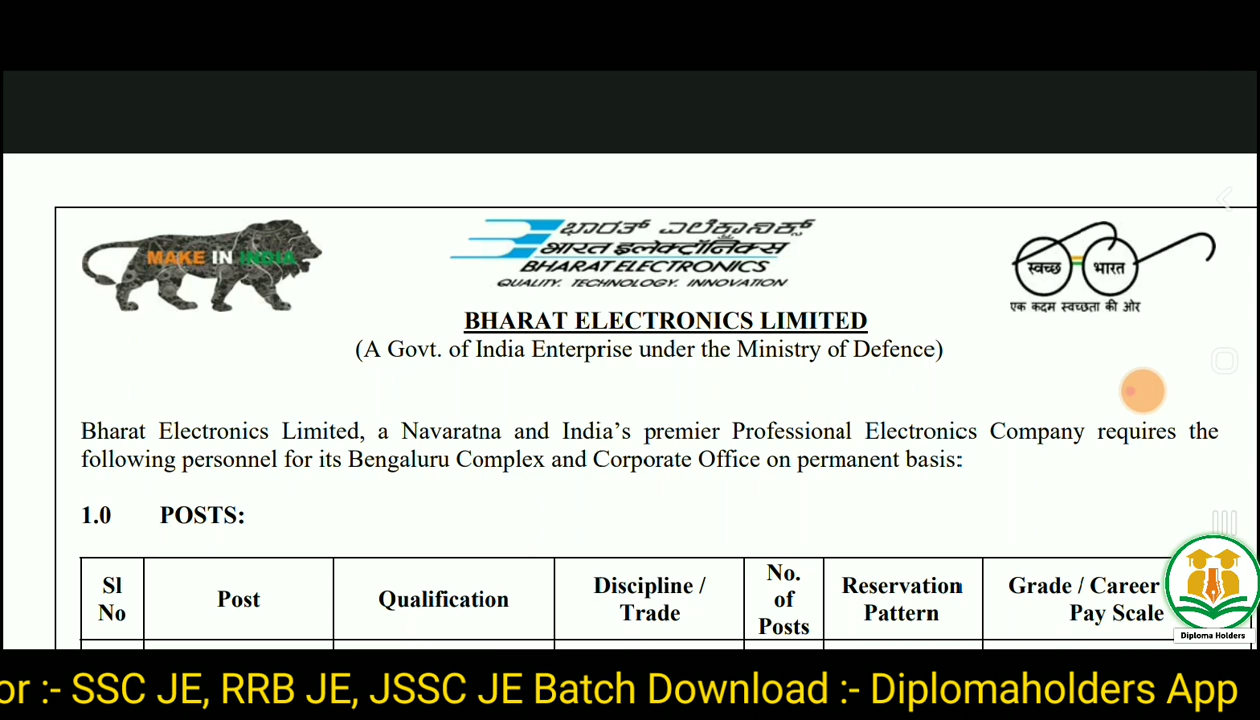 MAKE IN INDIA
ಭಾರತ್ ಎಲೆಕ್ಟ್ರಾನಿಕ್ಸ್
भारत इलेक्ट्रॉनिक्स
BHARAT ELECTRONICS
QUALITY. TECHNOLOGY. INNOVATION
स्वच्छ भारत
एक कदम स्वच्छता की ओर
BHARAT ELECTRONICS LIMITED
(A Govt. of India Enterprise under the Ministry of Defence)
Bharat Electronics Limited, a Navaratna and India’s premier Professional Electronics Company requires the
following personnel for its Bengaluru Complex and Corporate Office on permanent basis:
1.0 POSTS:
Sl No
Post
Qualification
Discipline / Trade
No. of Posts
Reservation Pattern
Grade / Career Pay Scale
Diploma Holders
or :- SSC JE, RRB JE, JSSC JE Batch Download :- Diplomaholders App